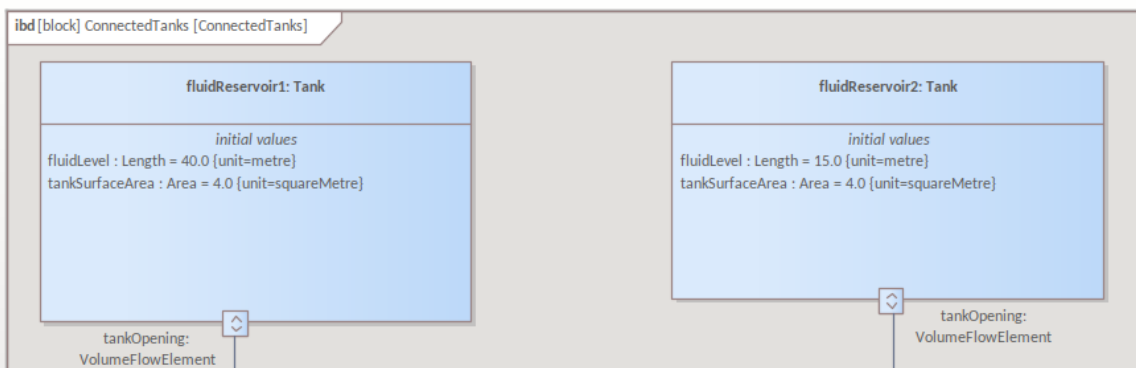 ibd [block] ConnectedTanks [ConnectedTanks]
fluidReservoir1: Tank
initial values
fluidLevel : Length = 40.0 {unit=metre}
tankSurfaceArea : Area = 4.0 {unit=squareMetre}
tankOpening:
VolumeFlowElement
fluidReservoir2: Tank
initial values
fluidLevel : Length = 15.0 {unit=metre}
tankSurfaceArea : Area = 4.0 {unit=squareMetre}
tankOpening:
VolumeFlowElement